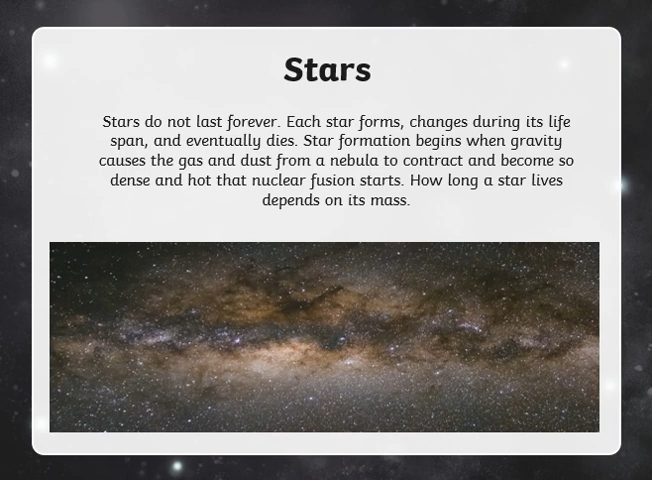 Stars
Stars do not last forever. Each star forms, changes during its life
span, and eventually dies. Star formation begins when gravity
causes the gas and dust from a nebula to contract and become so
dense and hot that nuclear fusion starts. How long a star lives
depends on its mass.